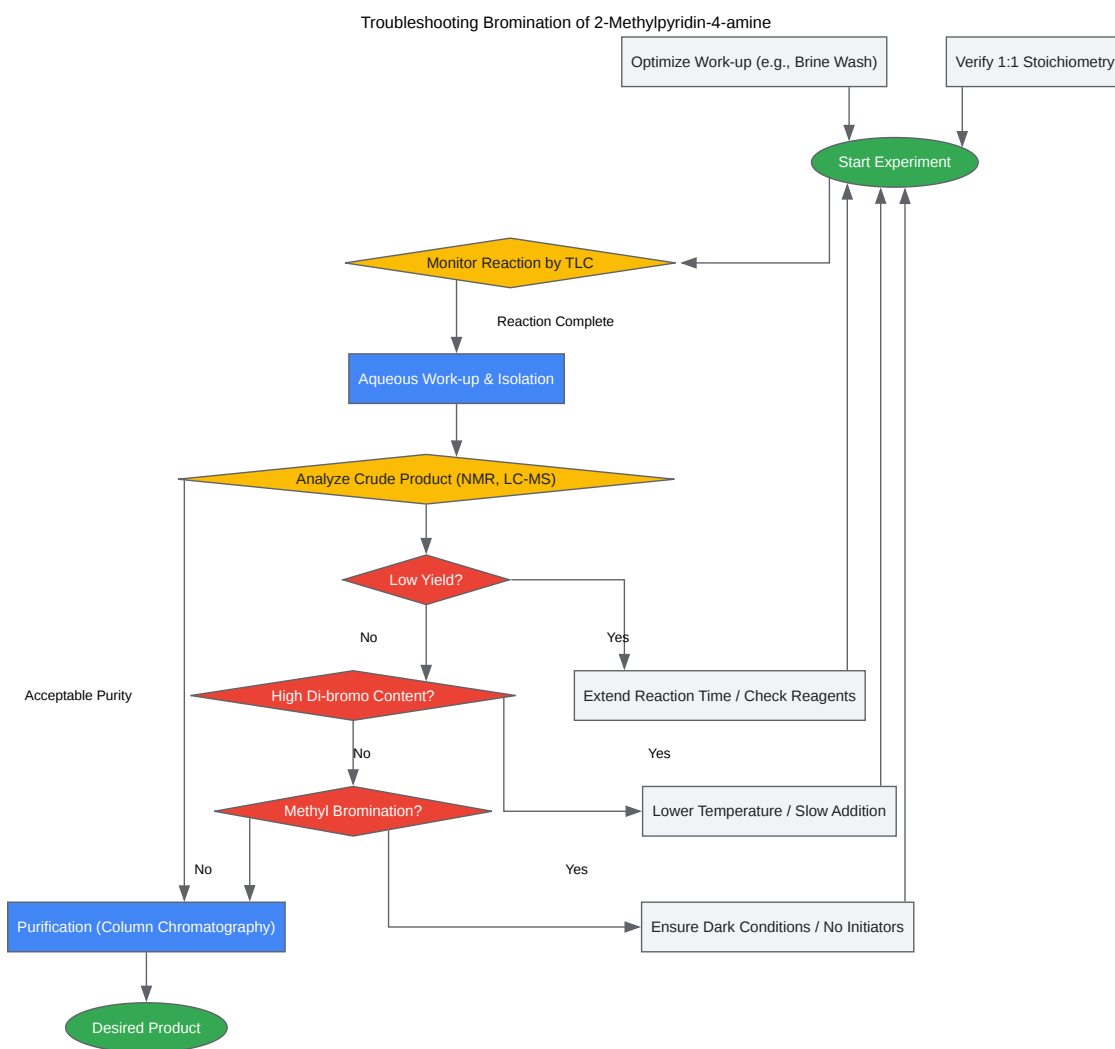 Troubleshooting Bromination of 2-Methylpyridin-4-amine
Optimize Work-up (e.g., Brine Wash)
Verify 1:1 Stoichiometry
Start Experiment
Monitor Reaction by TLC
Reaction Complete
Aqueous Work-up & Isolation
Analyze Crude Product (NMR, LC-MS)
Low Yield?
No
Yes
Acceptable Purity
High Di-bromo Content?
Extend Reaction Time / Check Reagents
No
Yes
Methyl Bromination?
Lower Temperature / Slow Addition
No
Yes
Purification (Column Chromatography)
Ensure Dark Conditions / No Initiators
Desired Product